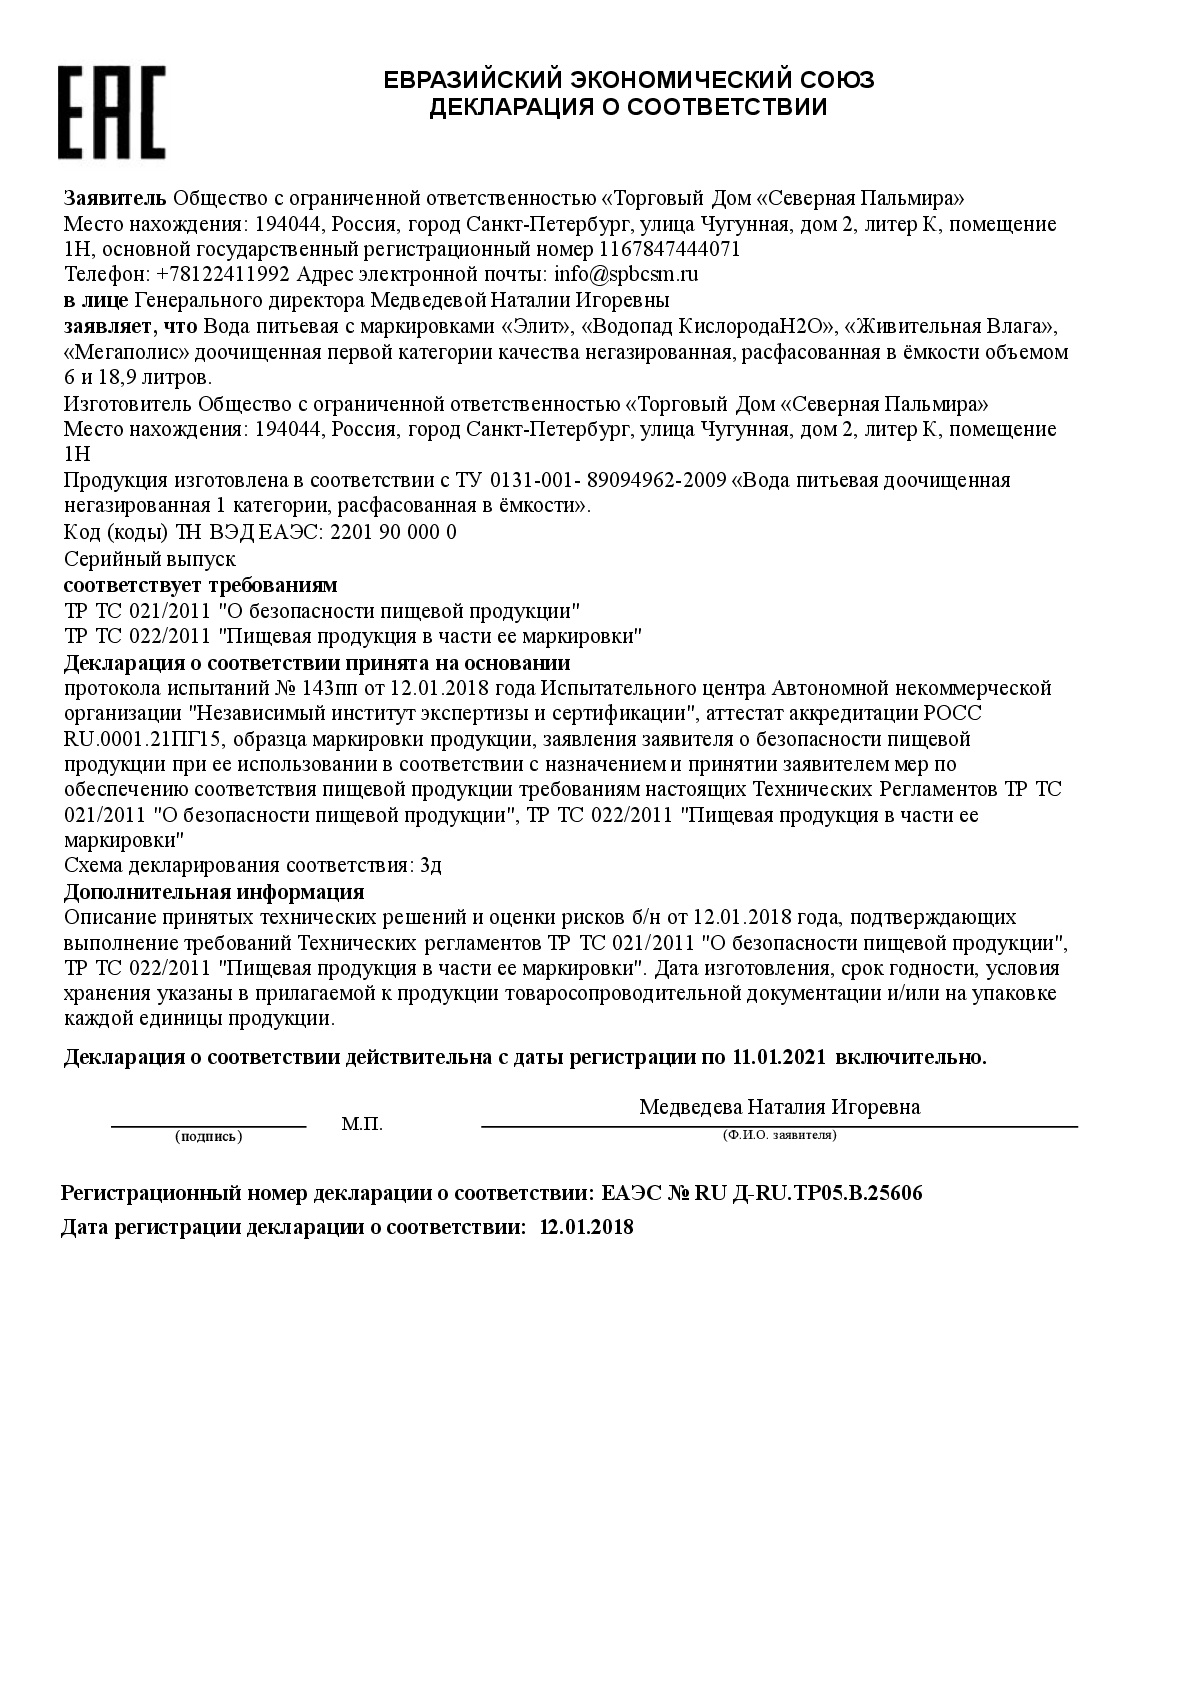 EAC
ЕВРАЗИЙСКИЙ ЭКОНОМИЧЕСКИЙ СОЮЗ
ДЕКЛАРАЦИЯ О СООТВЕТСТВИИ
Заявитель Общество с ограниченной ответственностью «Торговый Дом «Северная Пальмира»
Место нахождения: 194044, Россия, город Санкт-Петербург, улица Чугунная, дом 2, литер К, помещение
1Н, основной государственный регистрационный номер 1167847444071
Телефон: +78122411992 Адрес электронной почты: info@spbcsm.ru
в лице Генерального директора Медведевой Наталии Игоревны
заявляет, что Вода питьевая с маркировками «Элит», «Водопад КислородаН2О», «Живительная Влага»,
«Мегаполис» доочищенная первой категории качества негазированная, расфасованная в ёмкости объемом
6 и 18,9 литров.
Изготовитель Общество с ограниченной ответственностью «Торговый Дом «Северная Пальмира»
Место нахождения: 194044, Россия, город Санкт-Петербург, улица Чугунная, дом 2, литер К, помещение
1Н
Продукция изготовлена в соответствии с ТУ 0131-001- 89094962-2009 «Вода питьевая доочищенная
негазированная 1 категории, расфасованная в ёмкости».
Код (коды) ТН ВЭД ЕАЭС: 2201 90 000 0
Серийный выпуск
соответствует требованиям
ТР ТС 021/2011 "О безопасности пищевой продукции"
ТР ТС 022/2011 "Пищевая продукция в части ее маркировки"
Декларация о соответствии принята на основании
протокола испытаний № 143пп от 12.01.2018 года Испытательного центра Автономной некоммерческой
организации "Независимый институт экспертизы и сертификации", аттестат аккредитации РОСС
RU.0001.21ПГ15, образца маркировки продукции, заявления заявителя о безопасности пищевой
продукции при ее использовании в соответствии с назначением и принятии заявителем мер по
обеспечению соответствия пищевой продукции требованиям настоящих Технических Регламентов ТР ТС
021/2011 "О безопасности пищевой продукции", ТР ТС 022/2011 "Пищевая продукция в части ее
маркировки"
Схема декларирования соответствия: 3д
Дополнительная информация
Описание принятых технических решений и оценки рисков б/н от 12.01.2018 года, подтверждающих
выполнение требований Технических регламентов ТР ТС 021/2011 "О безопасности пищевой продукции",
ТР ТС 022/2011 "Пищевая продукция в части ее маркировки". Дата изготовления, срок годности, условия
хранения указаны в прилагаемой к продукции товаросопроводительной документации и/или на упаковке
каждой единицы продукции.
Декларация о соответствии действительна с даты регистрации по 11.01.2021 включительно.
Медведева Наталия Игоревна
М.П.
(подпись)
(Ф.И.О. заявителя)
Регистрационный номер декларации о соответствии: ЕАЭС № RU Д-RU.ТР05.В.25606
Дата регистрации декларации о соответствии: 12.01.2018